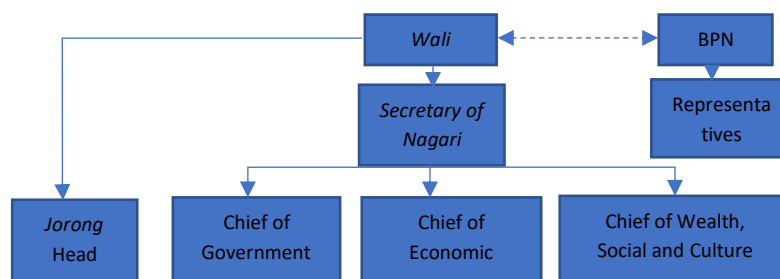 Wali
BPN
Secretary of
Nagari
Representa
tives
Jorong
Head
Chief of
Government
Chief of
Economic
Chief of Wealth,
Social and Culture